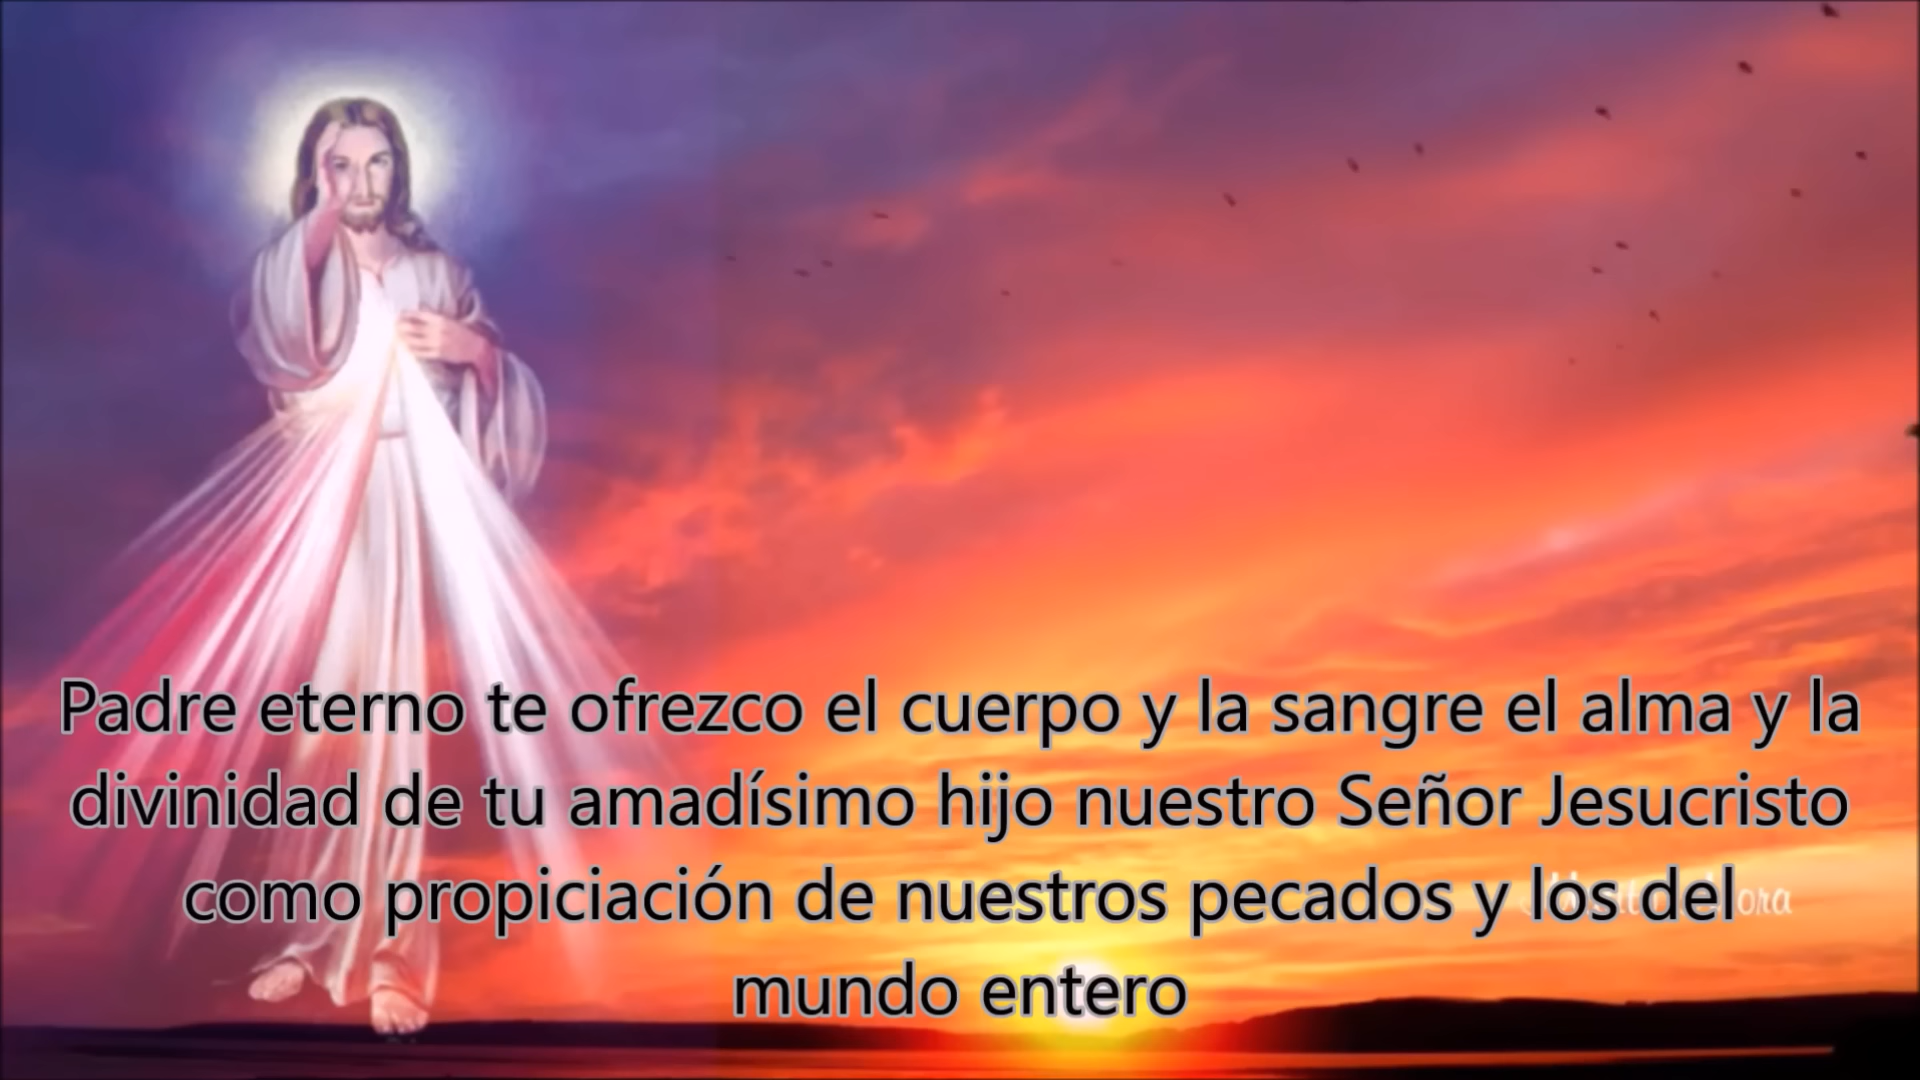 Padre eterno te ofrezco el cuerpo y la sangre el alma y la
divinidad de tu amadísimo hijo nuestro Señor Jesucristo
como propiciación de nuestros pecados y los del
mundo entero